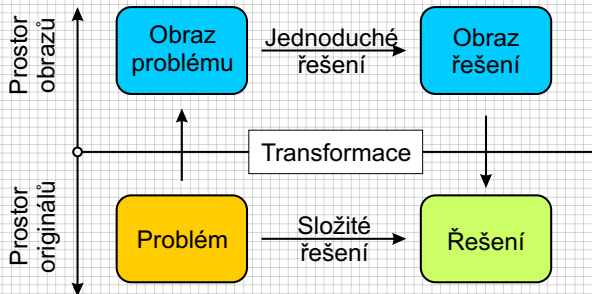 Prostor
obrazů
Obraz
problému
Jednoduché
řešení
Obraz
řešení
Transformace
Prostor
originálů
Problém
Složité
řešení
Řešení